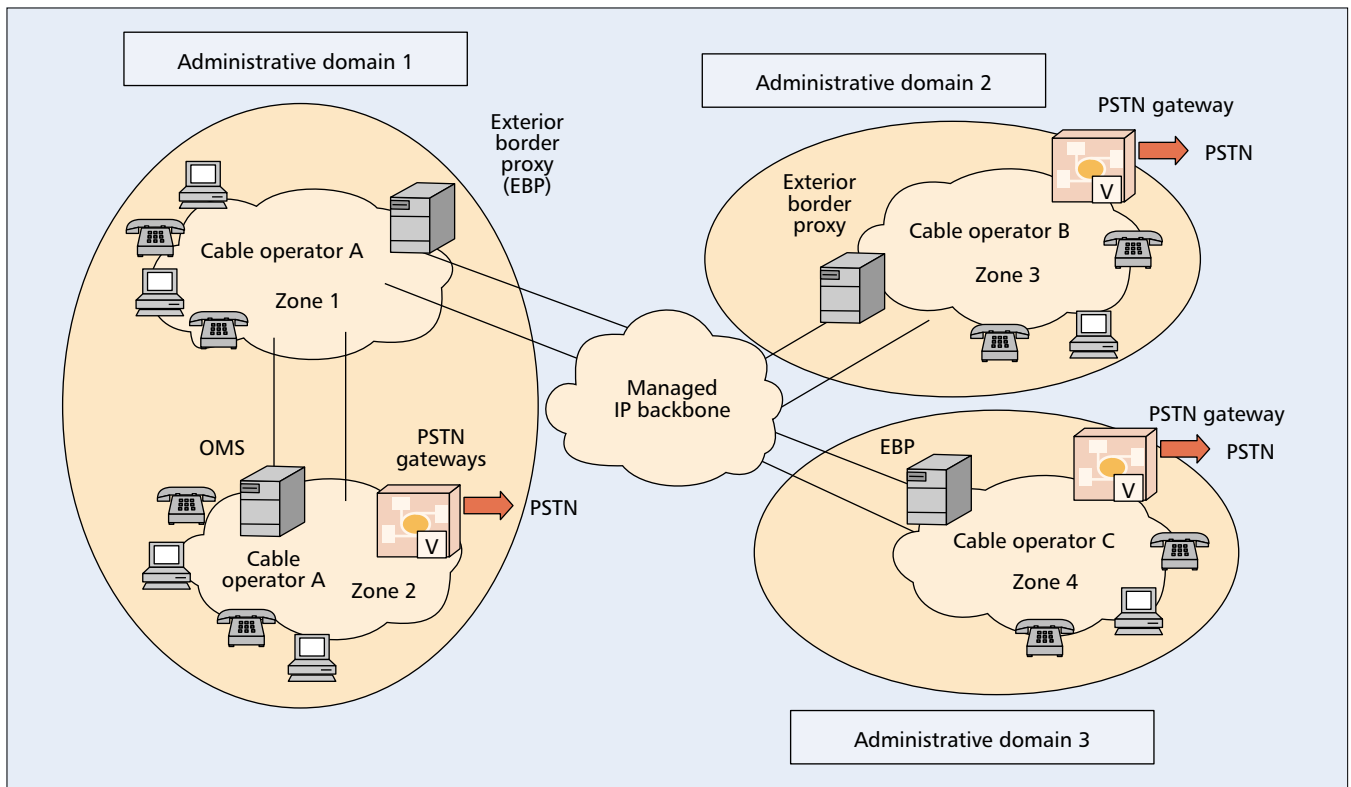 Administrative domain 1
Exterior
border
proxy
(EBP)
Cable operator A
Zone 1
OMS
PSTN
gateways
V
PSTN
Cable
operator A
Zone 2
Managed
IP backbone
Administrative domain 2
PSTN gateway
PSTN
V
Exterior
border
proxy
Cable operator B
Zone 3
PSTN gateway
PSTN
EBP
V
Cable operator C
Zone 4
Administrative domain 3